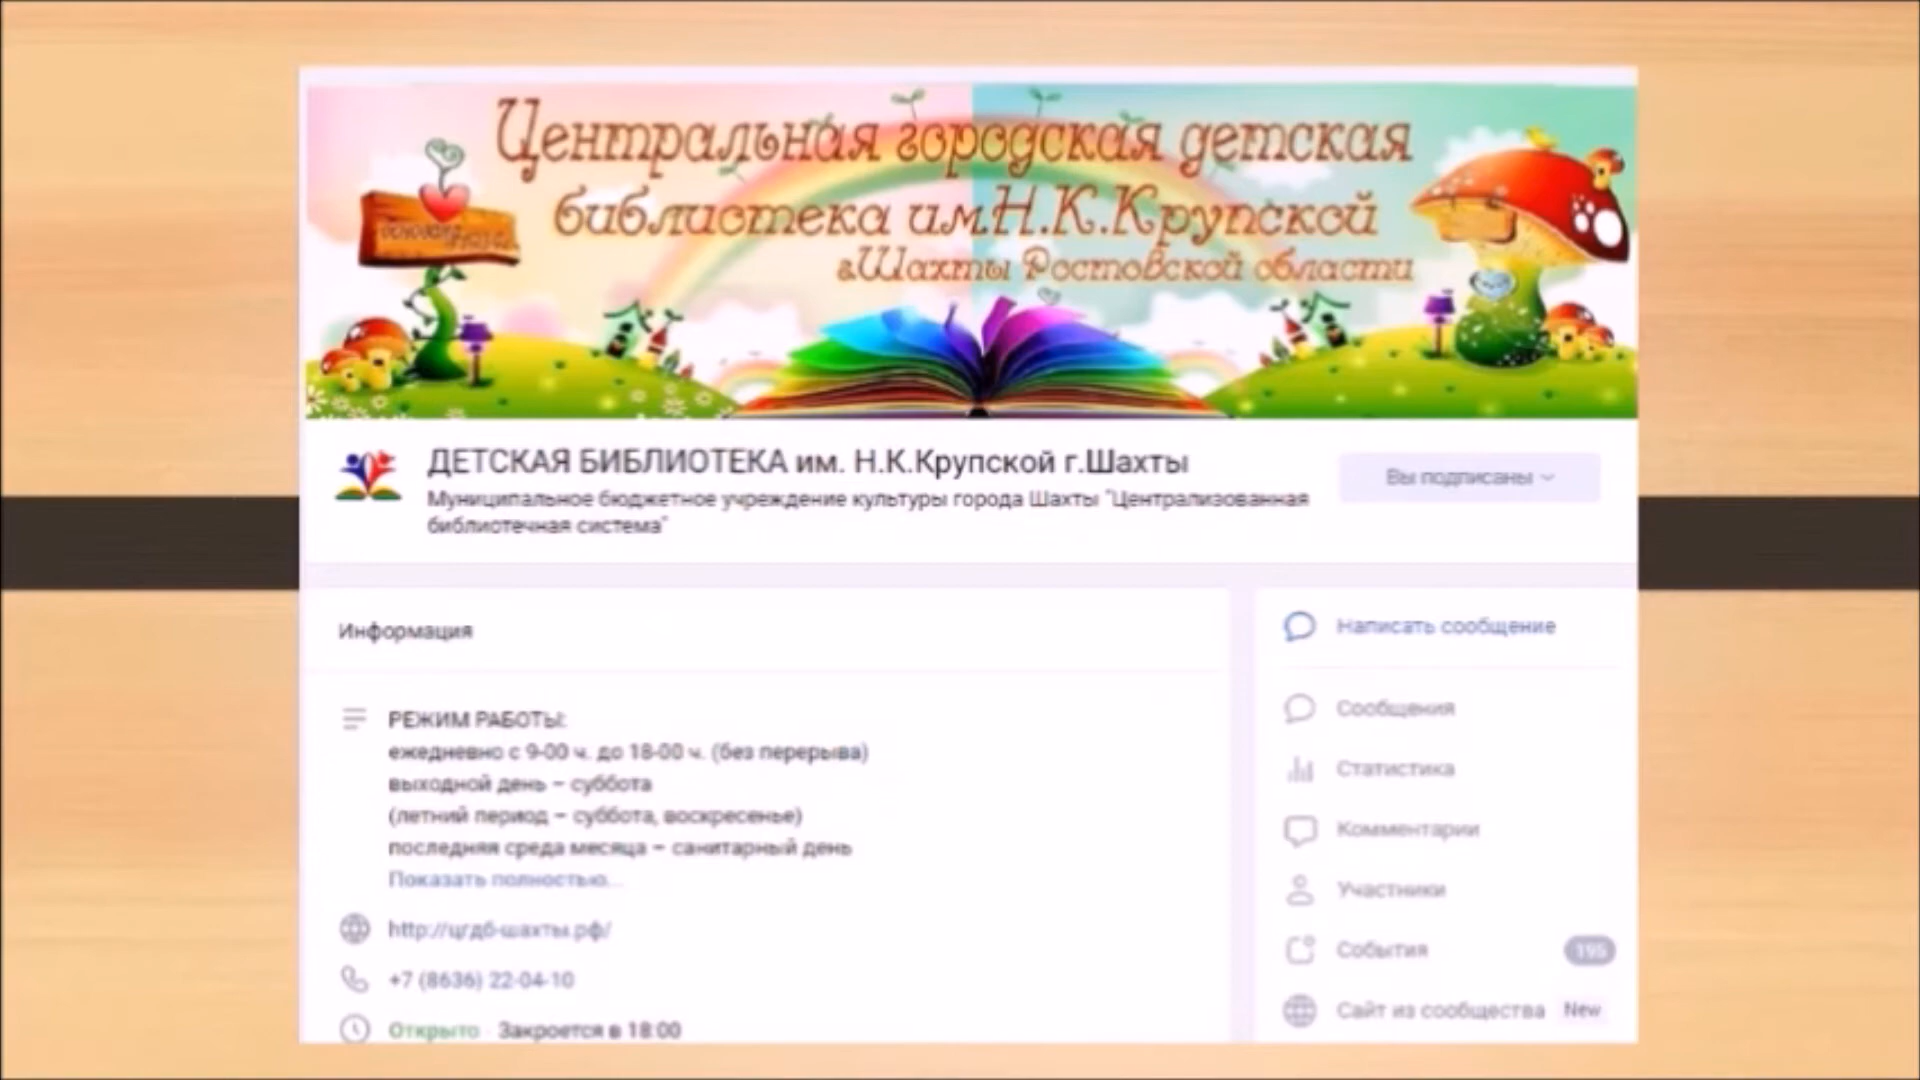 Центральная городская детская
библиотека им.Н.К.Крупской
г.Шахты Ростовской области
ДЕТСКАЯ БИБЛИОТЕКА им. Н.К.Крупской г.Шахты
Муниципальное бюджетное учреждение культуры города Шахты "Централизованная
библиотечная система"
Вы подписаны
Информация
РЕЖИМ РАБОТЫ:
ежедневно с 9-00 ч. до 18-00 ч. (без перерыва)
выходной день – суббота
(летний период – суббота, воскресенье)
последняя среда месяца – санитарный день
Показать полностью...
http://цгдб-шахты.рф/
+7 (8636) 22-04-10
Открыто · Закроется в 18:00
Написать сообщение
Сообщения
Статистика
Комментарии
Участники
События 195
Сайт из сообщества New